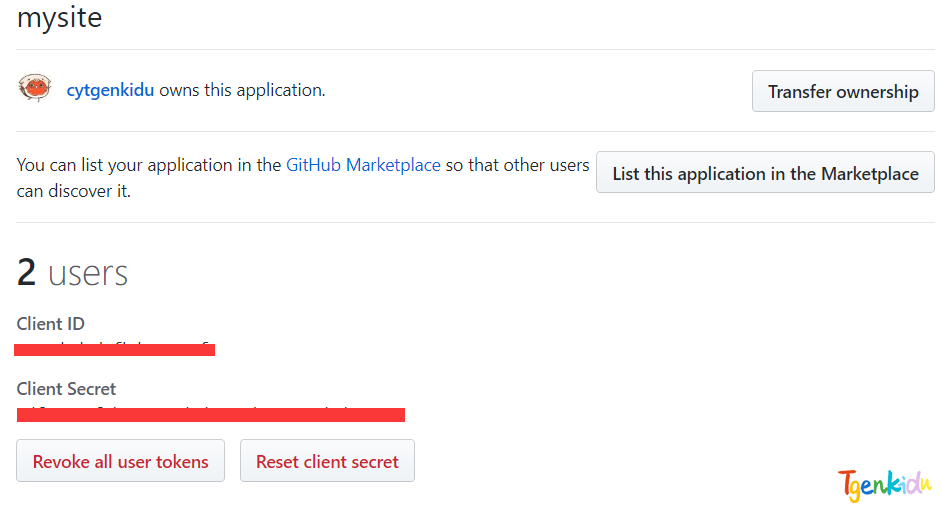 mysite
cytgenkidu owns this application.
Transfer ownership
You can list your application in the GitHub Marketplace so that other users
can discover it.
List this application in the Marketplace
2 users
Client ID
Client Secret
Revoke all user tokens
Reset client secret
Tgenkidu